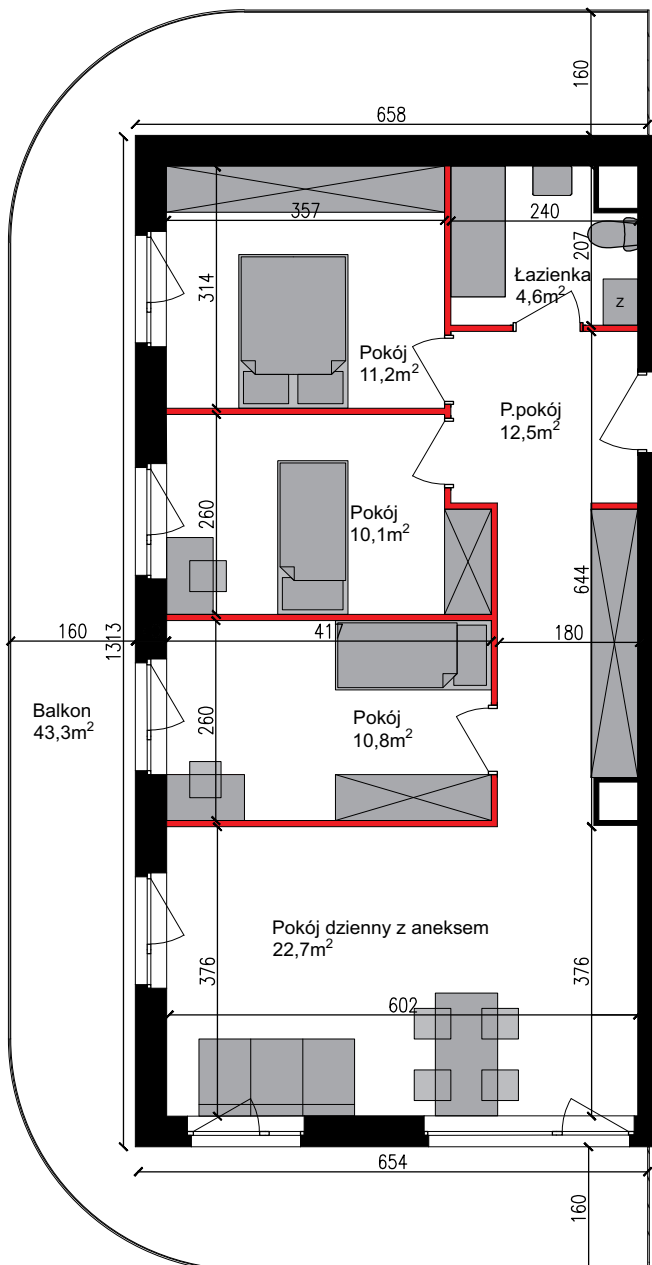 160
658
357
240
207
314
Łazienka
4,6m²
z
Pokój
11,2m²
P.pokój
12,5m²
260
Pokój
10,1m²
644
160
1313
417
180
Balkon
43,3m²
260
Pokój
10,8m²
Pokój dzienny z aneksem
22,7m²
376
376
602
654
160